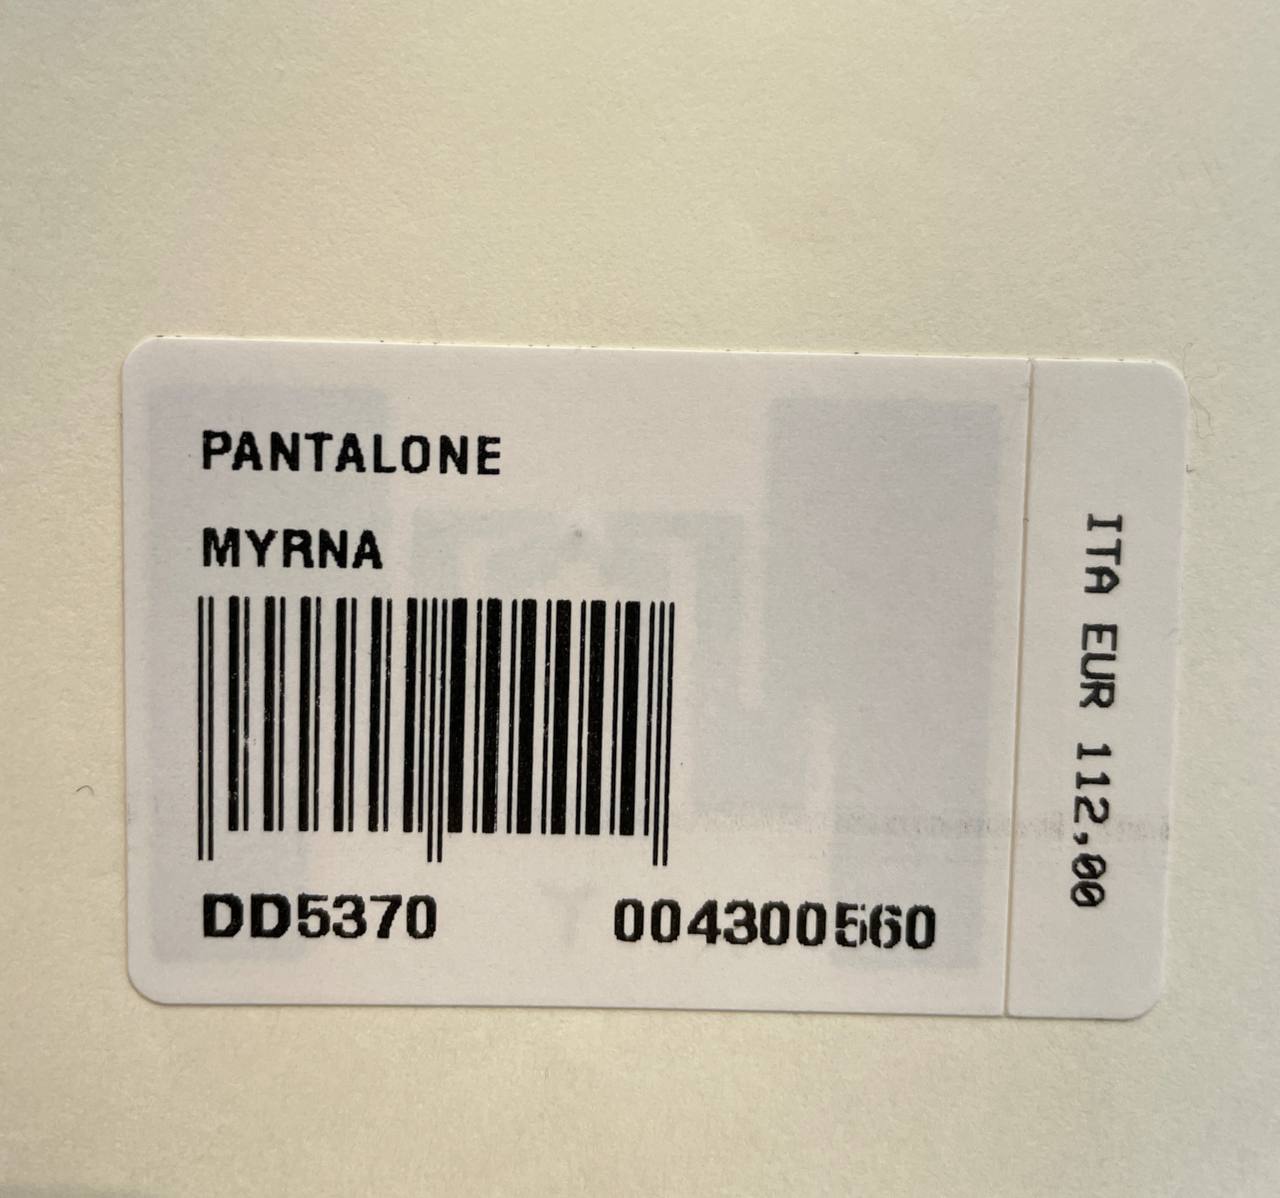 PANTALONE
MYRNA
DD5370 004300560
ITA EUR 112,00